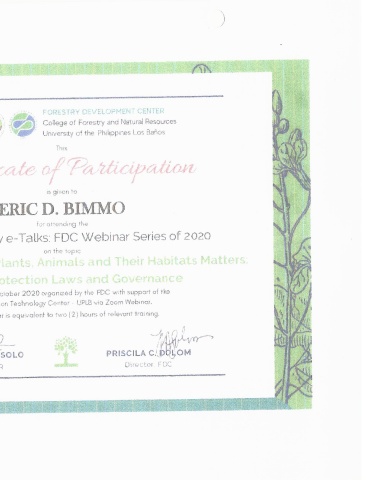 FORESTRY DEVELOPMENT CENTER
College of Forestry and Natural Resources
University of the Philippines Los Baños
This
cate of Participation
is given to
ERIC D. BIMMO
for attending the
y e-Talks: FDC Webinar Series of 2020
on the topic
lants, Animals and Their Habitats Matters:
otection Laws and Governance
ctober 2020 organized by the FDC with support of the
on Technology Center - UPLB via Zoom Webinar.
n is equivalent to two (2) hours of relevant training.
SOLO
PRISCILA C. DOLOM
R
Director, FDC